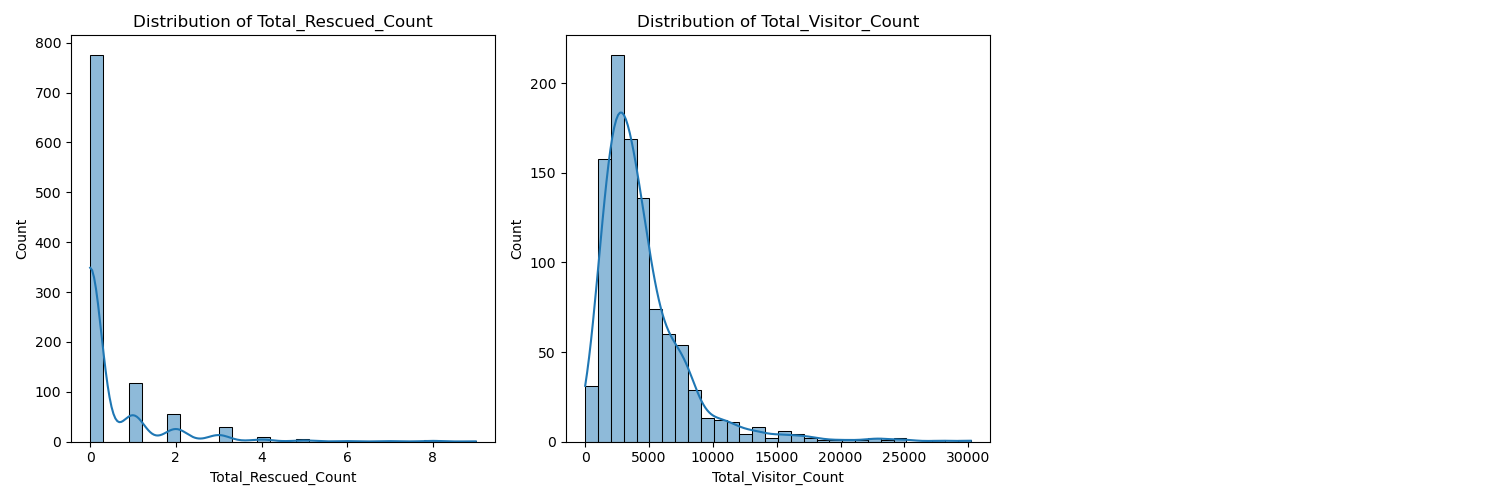 Distribution of Total_Rescued_Count
800
700
600
500
400
300
200
100
0
Count
0 2 4 6 8
Total_Rescued_Count
Distribution of Total_Visitor_Count
200
150
100
50
0
Count
0 5000 10000 15000 20000 25000 30000
Total_Visitor_Count